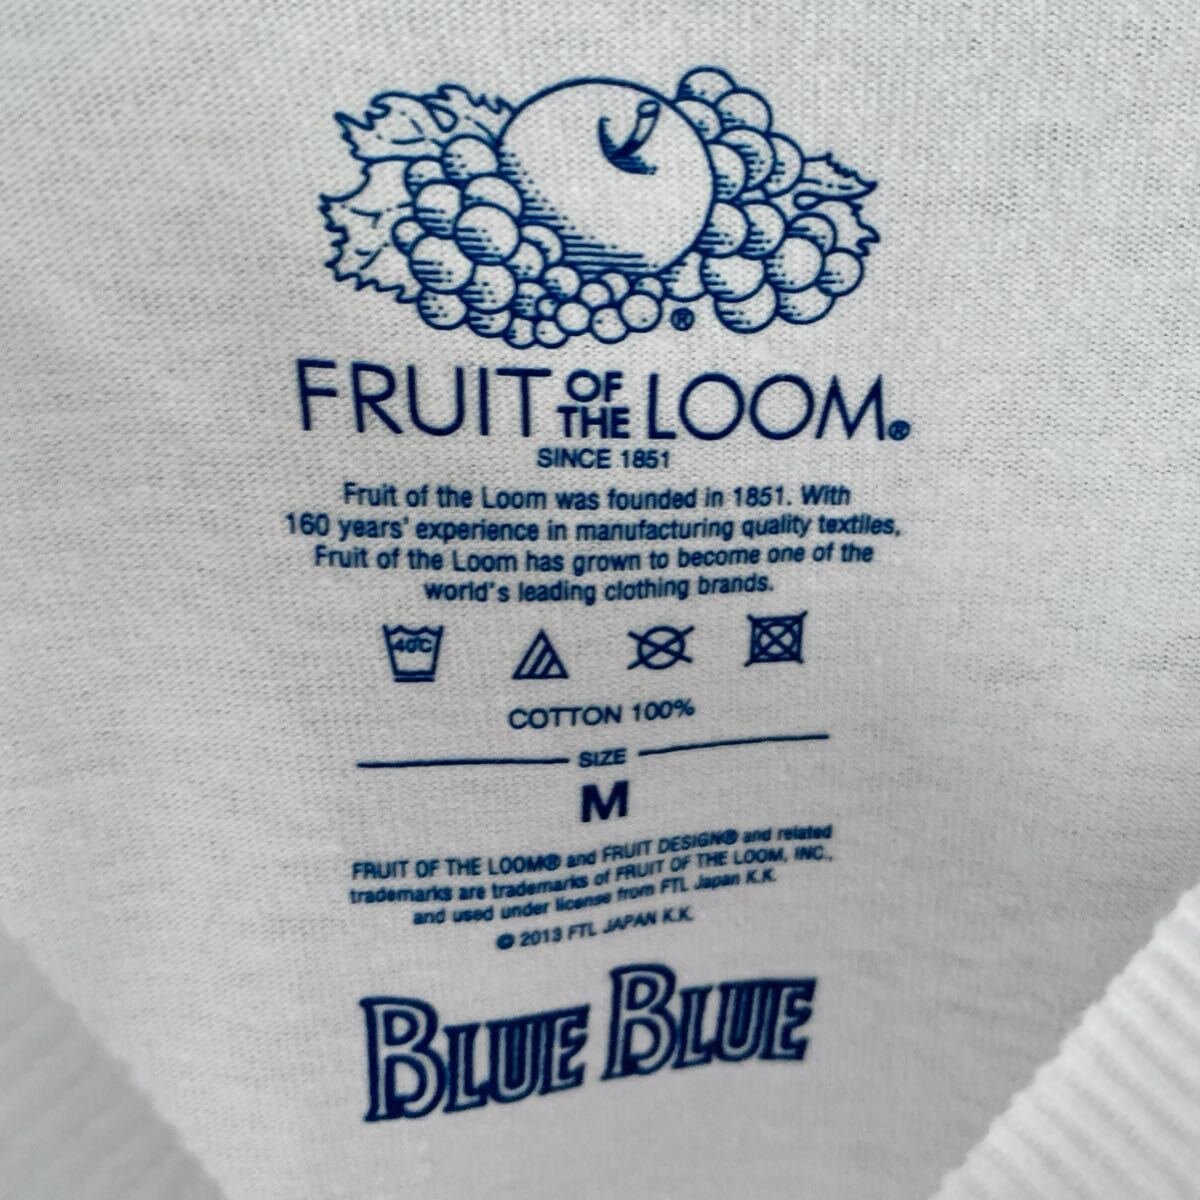 ®
FRUIT OF THE LOOM®
SINCE 1851
Fruit of the Loom was founded in 1851. With
160 years' experience in manufacturing quality textiles,
Fruit of the Loom has grown to become one of the
world's leading clothing brands.
40°C
COTTON 100%
SIZE
M
FRUIT OF THE LOOM® and FRUIT DESIGN® and related
trademarks are trademarks of FRUIT OF THE LOOM, INC.,
and used under license from FTL Japan K.K.
© 2013 FTL JAPAN K.K.
BLUE BLUE